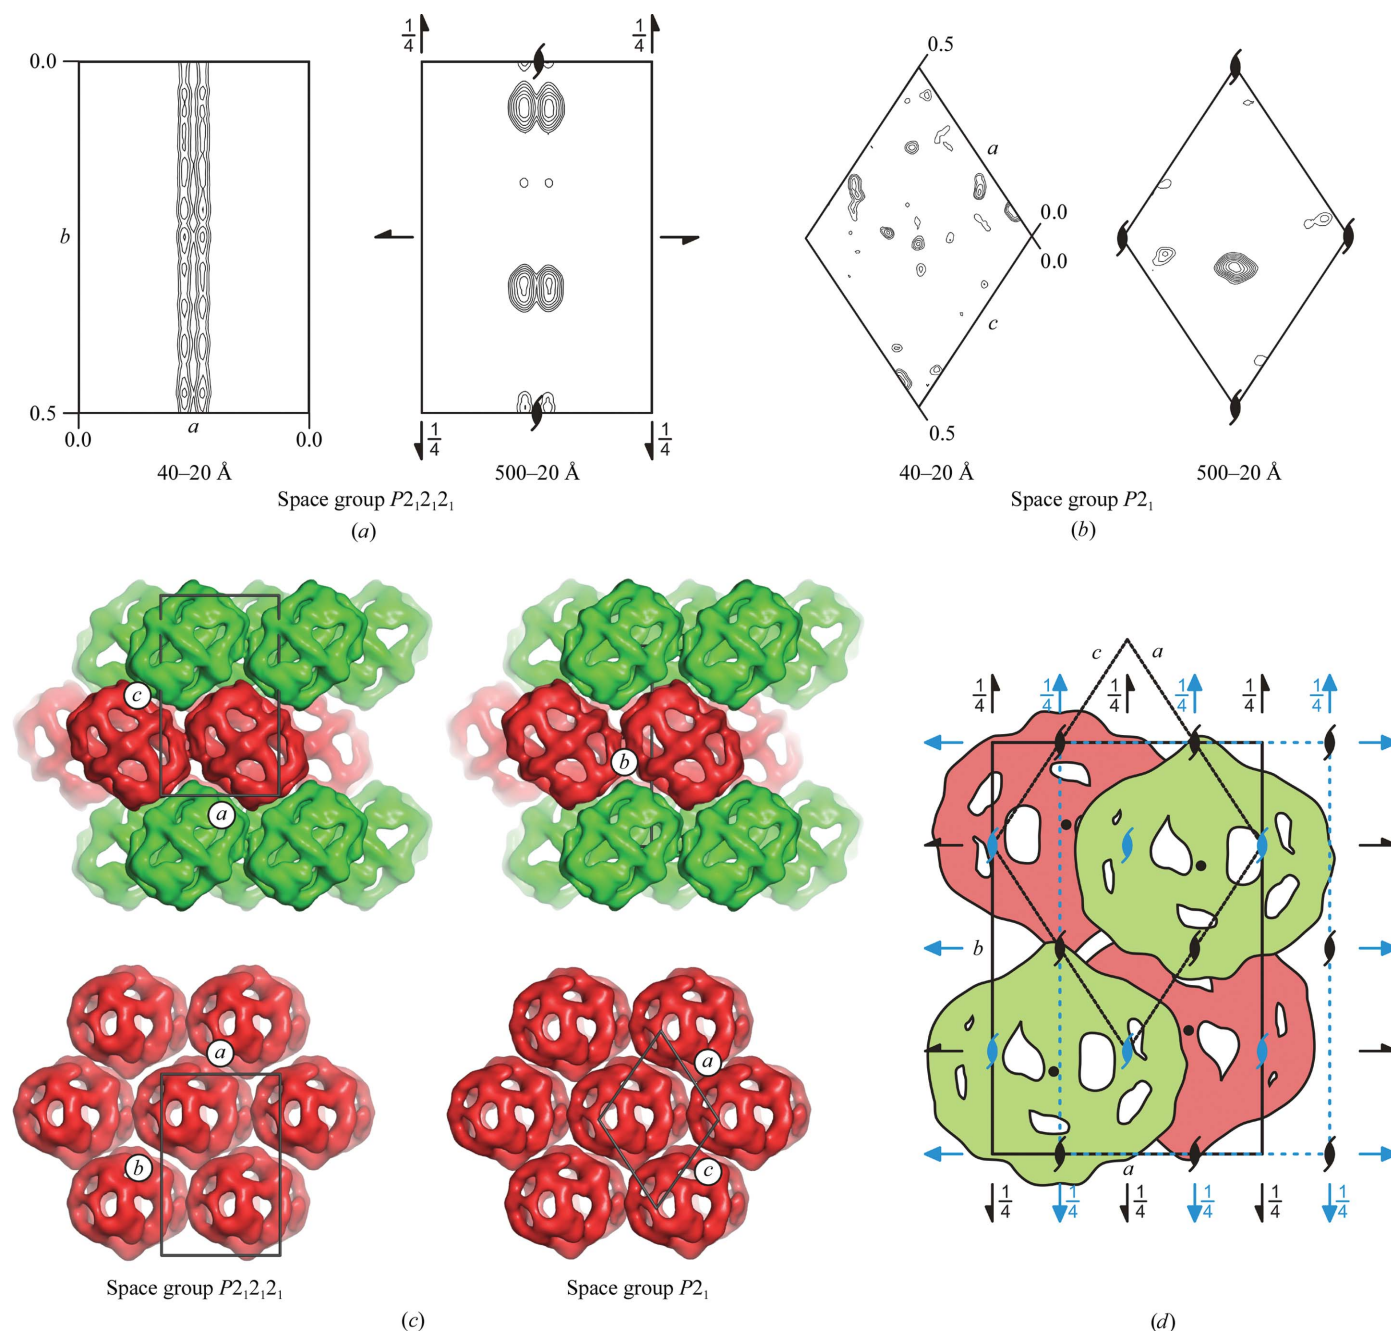 0.0
b
0.5
0.0
a
0.0
40–20 Å
1/4
1/4
1/4
1/4
500–20 Å
Space group P2₁2₁2₁
(a)
0.5
a
0.0
0.0
c
0.5
40–20 Å
500–20 Å
Space group P2₁
(b)
c
a
b
a
b
a
c
Space group P2₁2₁2₁
Space group P2₁
(c)
c
a
1/4
1/4
1/4
1/4
1/4
1/4
b
a
1/4
1/4
1/4
1/4
1/4
1/4
(d)